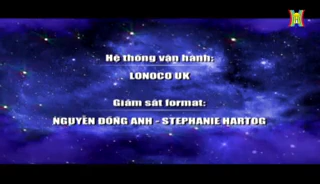 H
Hệ thống vận hành:
LONOCO UK
Giám sát format:
NGUYỄN ĐÔNG ANH - STEPHANIE HARTOG